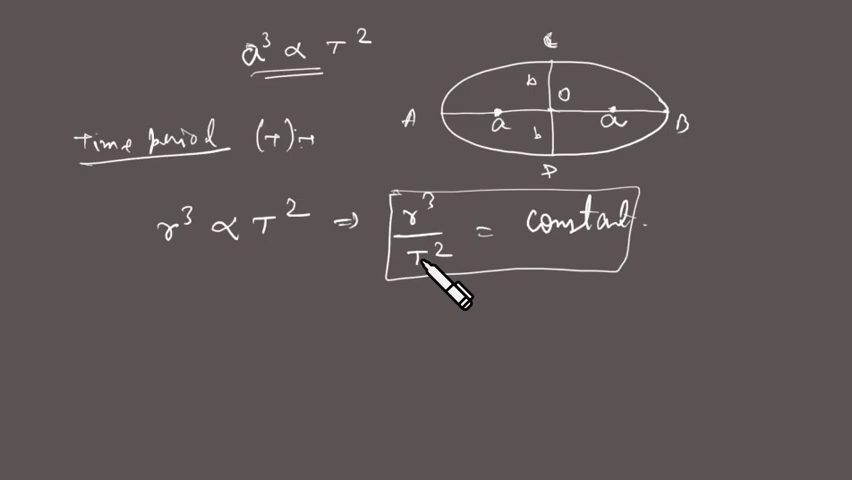 a³ ∝ T²
C
b
O
A a a B
b
D
Time period (T):→
r³ ∝ T² ⇒ r³/T² = constant.